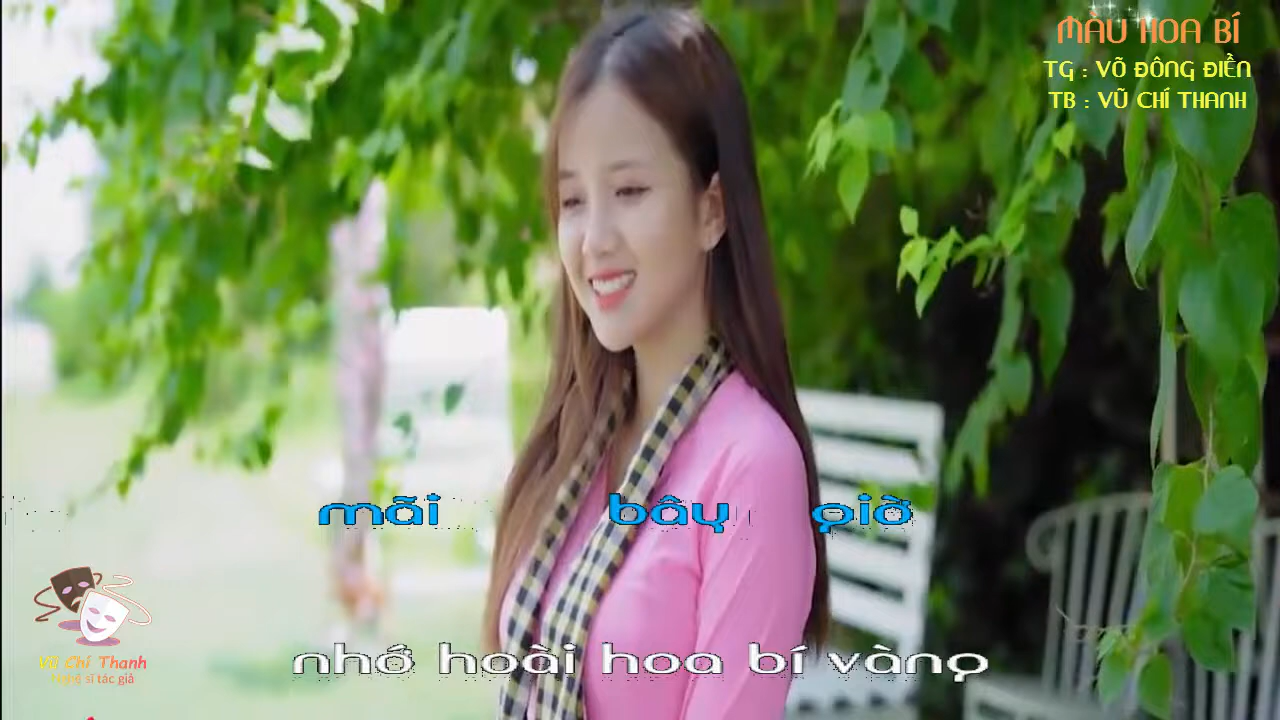 MÀU HOA BÍ
TG : VÕ ĐÔNG ĐIỀN
TB : VŨ CHÍ THANH
mãi bây giờ
Vũ Chí Thanh
nhớ hoài hoa bí vàng
sĩ tác giả